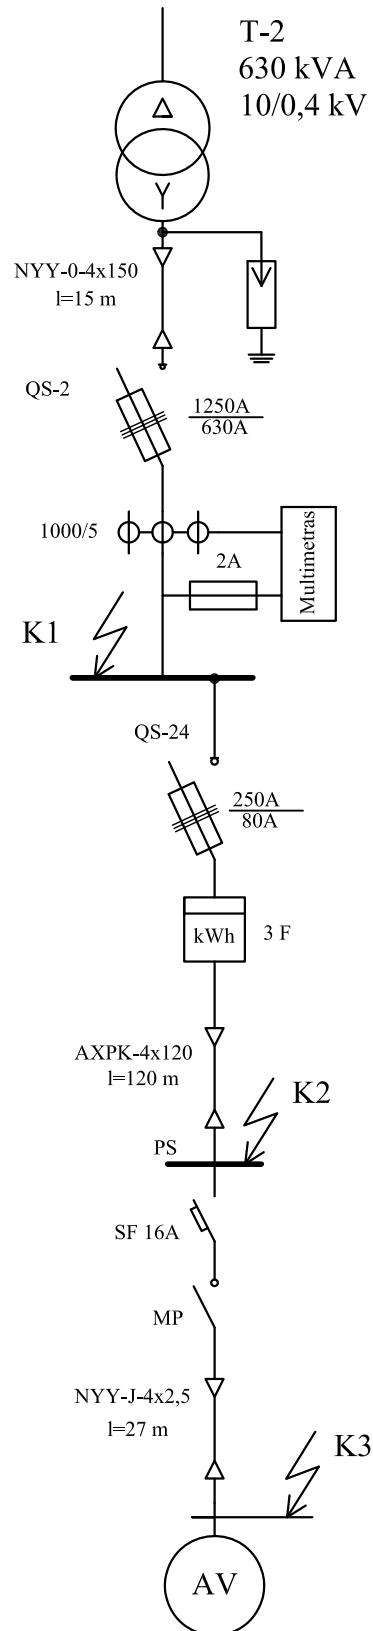 T-2
630 kVA
10/0,4 kV
Δ
Y
NYY-0-4x150
l=15 m
QS-2
1250A
630A
1000/5
2A
Multimetras
K1
QS-24
250A
80A
kWh
3 F
AXPK-4x120
l=120 m
K2
PS
SF 16A
MP
NYY-J-4x2,5
l=27 m
K3
AV